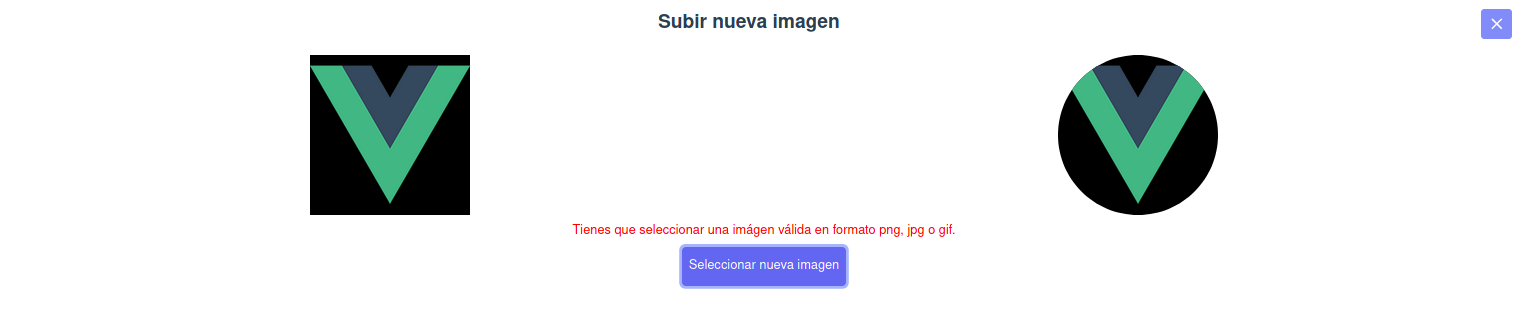 Subir nueva imagen
Tienes que seleccionar una imágen válida en formato png, jpg o gif.
Seleccionar nueva imagen